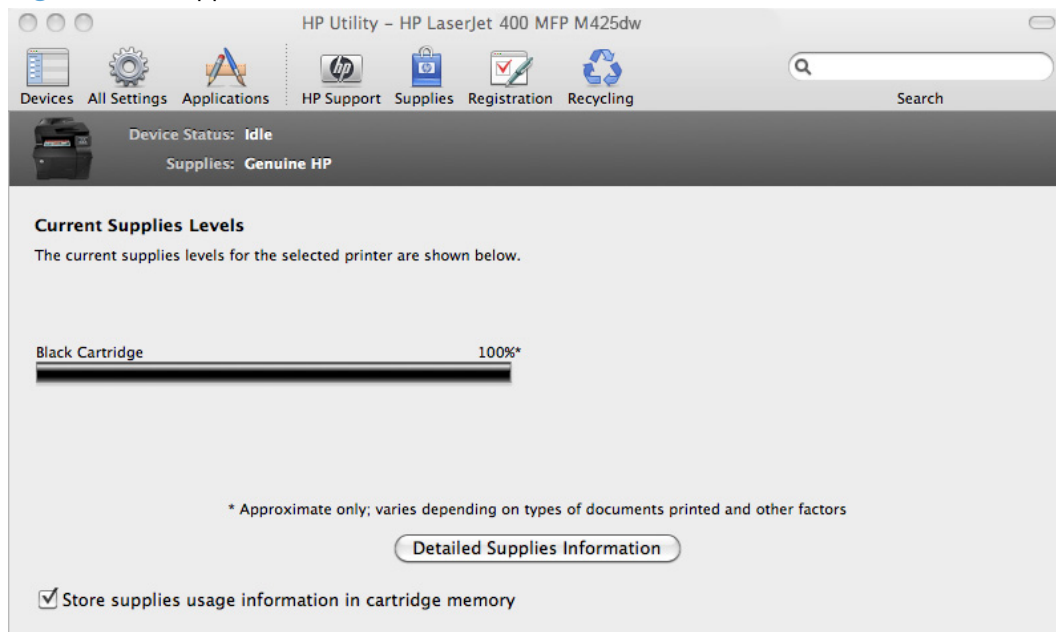 HP Utility – HP LaserJet 400 MFP M425dw
Devices All Settings Applications HP Support Supplies Registration Recycling Search
Device Status: Idle
Supplies: Genuine HP
Current Supplies Levels
The current supplies levels for the selected printer are shown below.
Black Cartridge 100%*
* Approximate only; varies depending on types of documents printed and other factors
Detailed Supplies Information
Store supplies usage information in cartridge memory